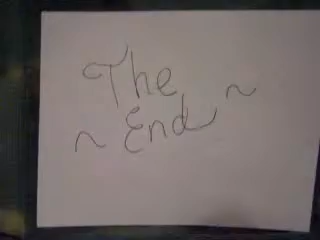 The
~ End ~